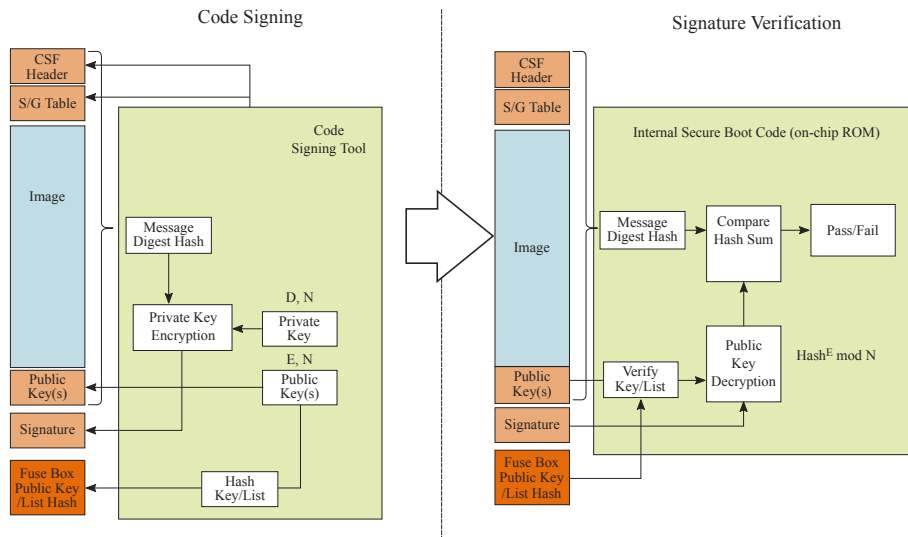 Code Signing
CSF
Header
S/G Table
Image
Public
Key(s)
Signature
Fuse Box
Public Key
/List Hash
Code
Signing Tool
Message
Digest Hash
D, N
Private Key
Encryption
Private
Key
E, N
Public
Key(s)
Hash
Key/List
Signature Verification
CSF
Header
S/G Table
Image
Public
Key(s)
Signature
Fuse Box
Public Key
/List Hash
Internal Secure Boot Code (on-chip ROM)
Message
Digest Hash
Compare
Hash Sum
Pass/Fail
Verify
Key/List
Public
Key
Decryption
Hash^E mod N